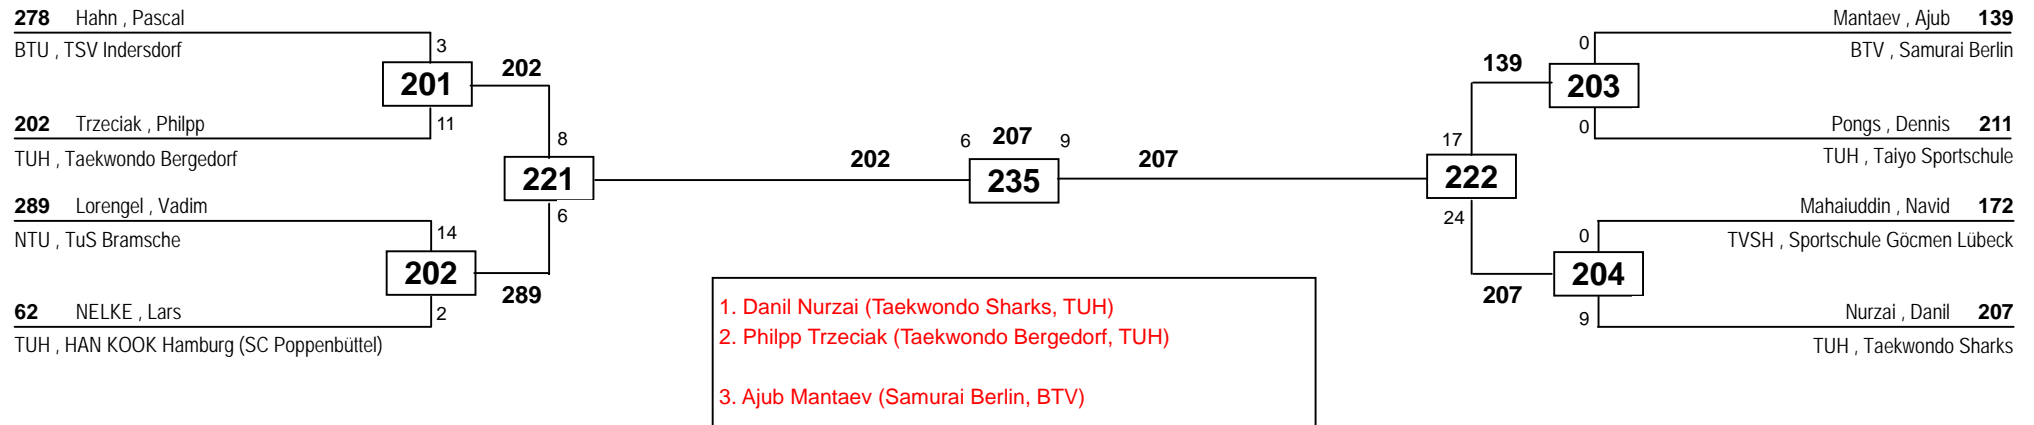 278 Hahn , Pascal
BTU , TSV Indersdorf
3
201
202
202 Trzeciak , Philpp
11
TUH , Taekwondo Bergedorf
8
221
6
289 Lorengel , Vadim
NTU , TuS Bramsche
14
202
289
62 NELKE , Lars
2
TUH , HAN KOOK Hamburg (SC Poppenbüttel)
202
6 207 9
235
207
1. Danil Nurzai (Taekwondo Sharks, TUH)
2. Philpp Trzeciak (Taekwondo Bergedorf, TUH)
3. Ajub Mantaev (Samurai Berlin, BTV)
Mantaev , Ajub 139
0
BTV , Samurai Berlin
139
203
0
Pongs , Dennis 211
TUH , Taiyo Sportschule
17
222
24
Mahaiuddin , Navid 172
0
TVSH , Sportschule Göcmen Lübeck
204
207
9
Nurzai , Danil 207
TUH , Taekwondo Sharks